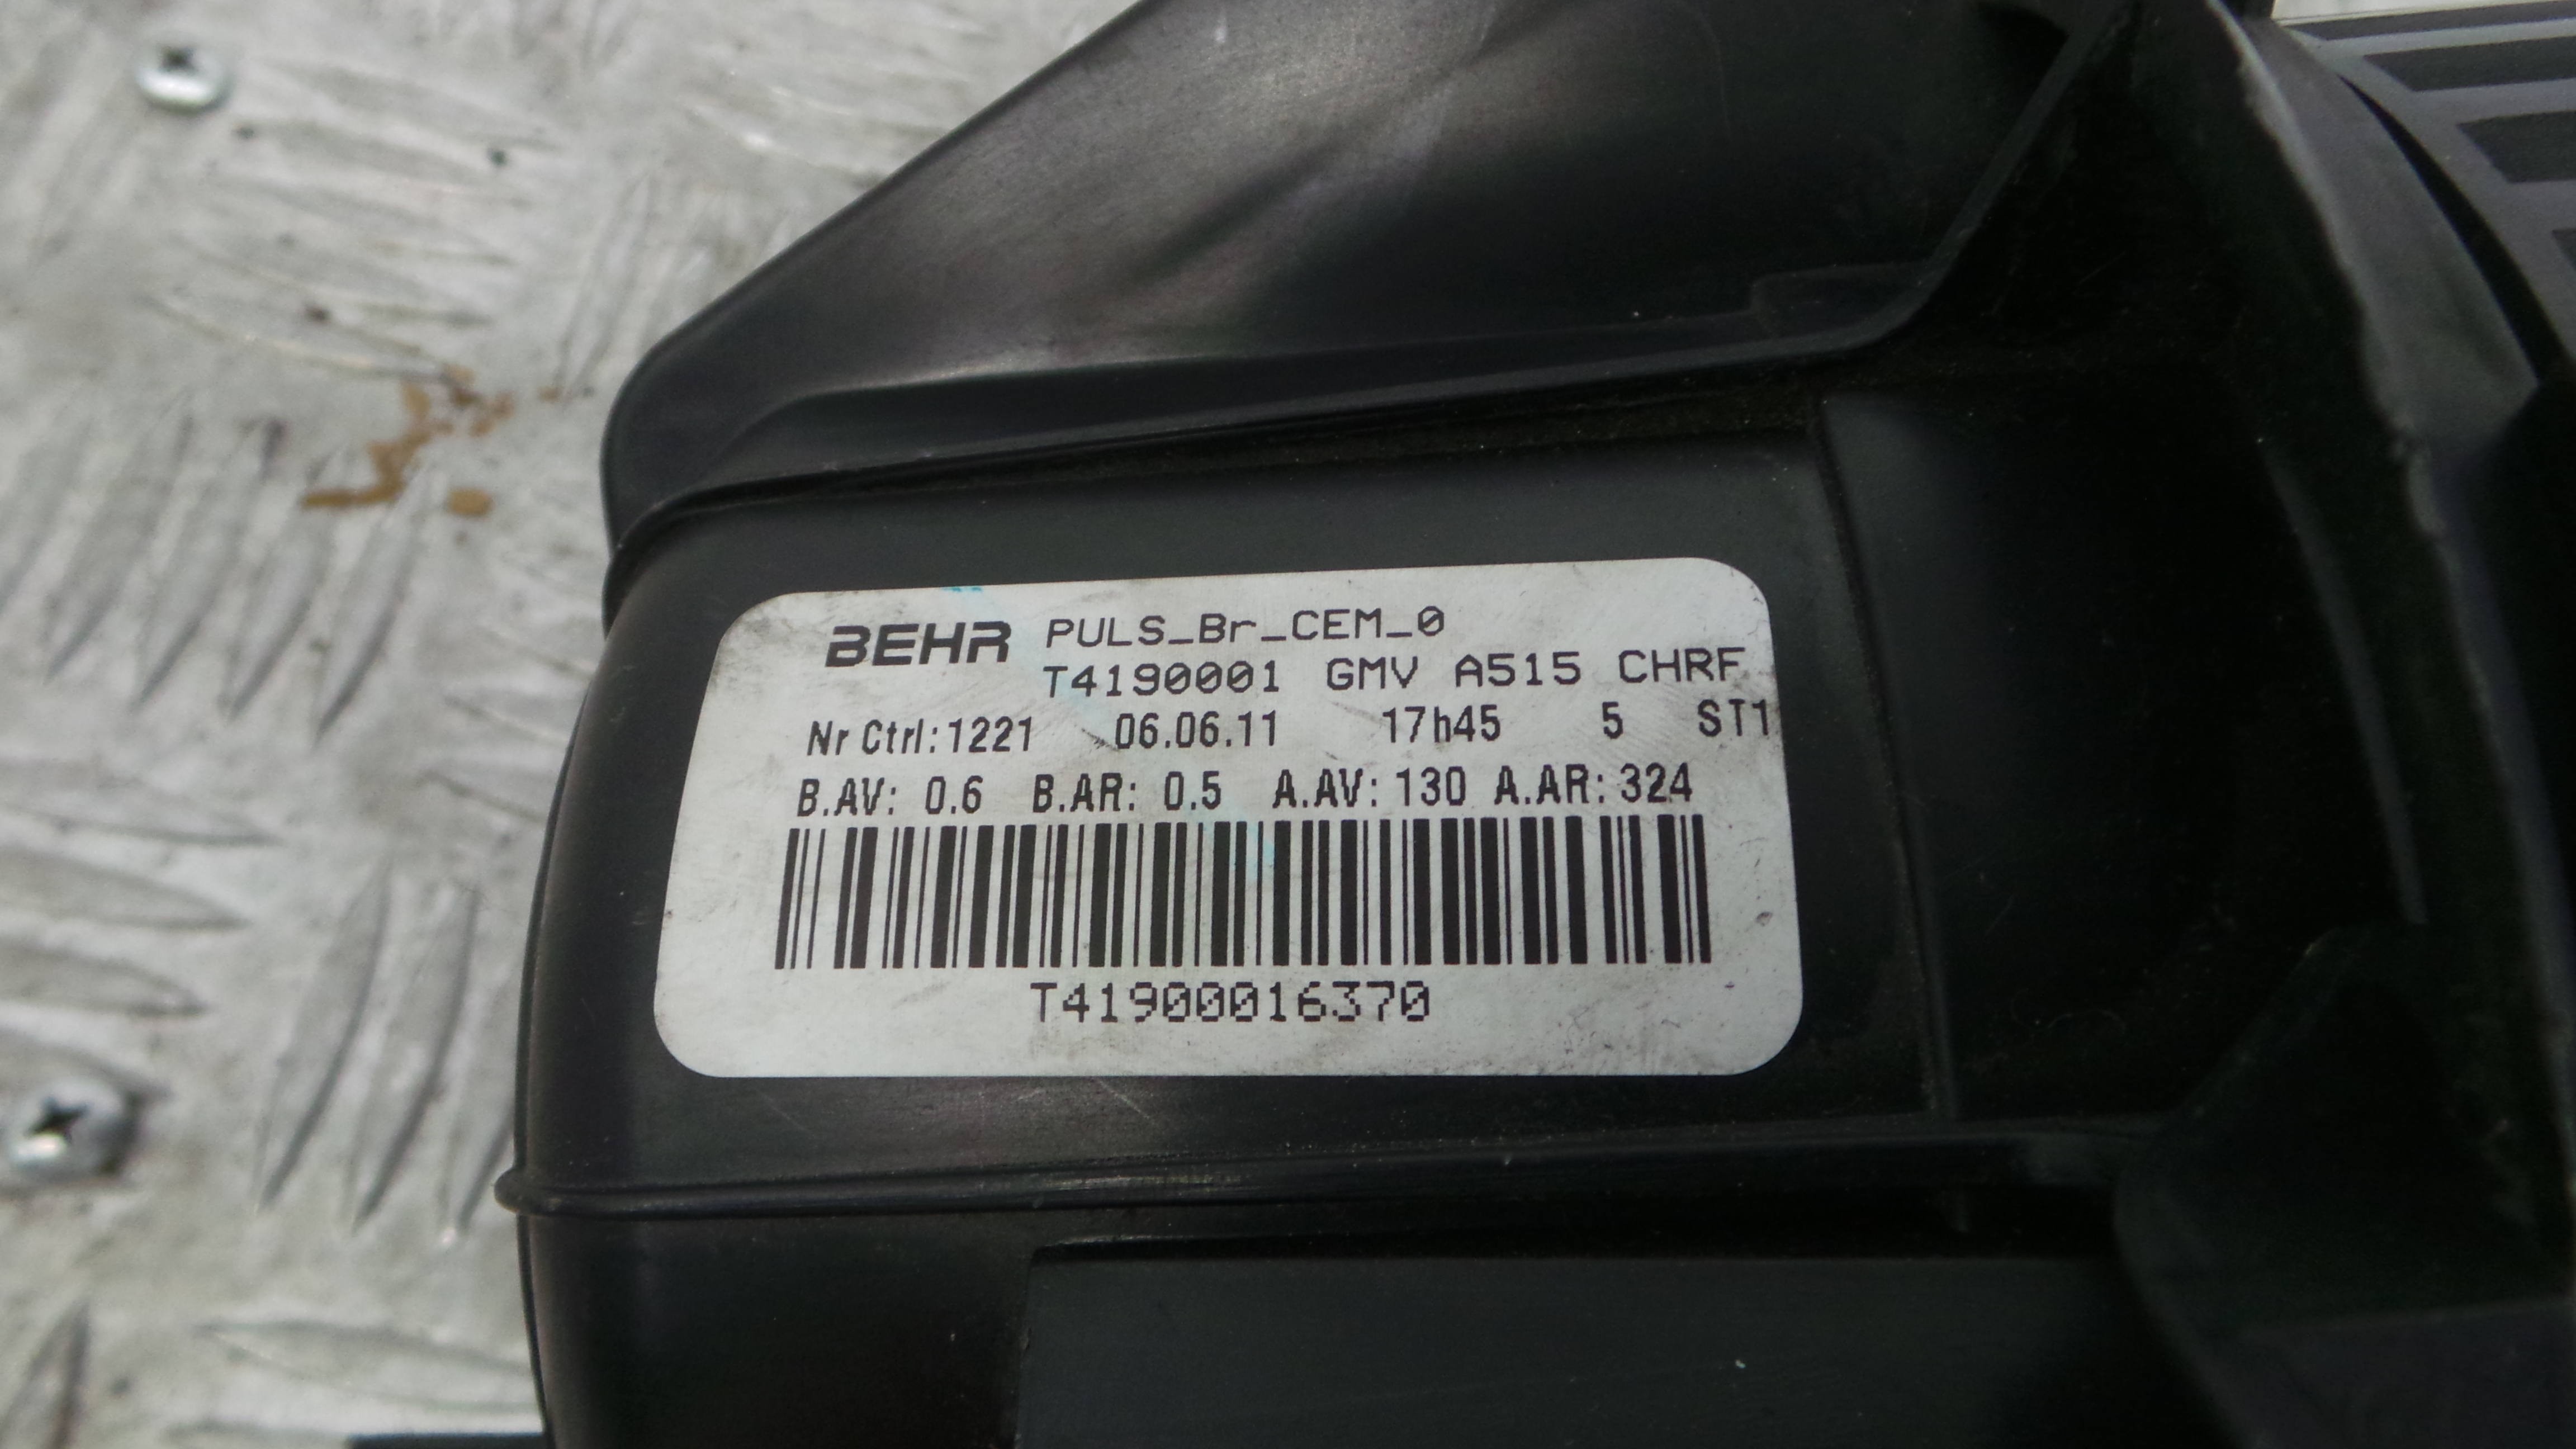 BEHR PULS_Br_CEM_0
T4190001 GMV A515 CHRF
Nr Ctrl:1221 06.06.11 17h45 5 ST1
B.AV: 0.6 B.AR: 0.5 A.AV: 130 A.AR: 324
T41900016370